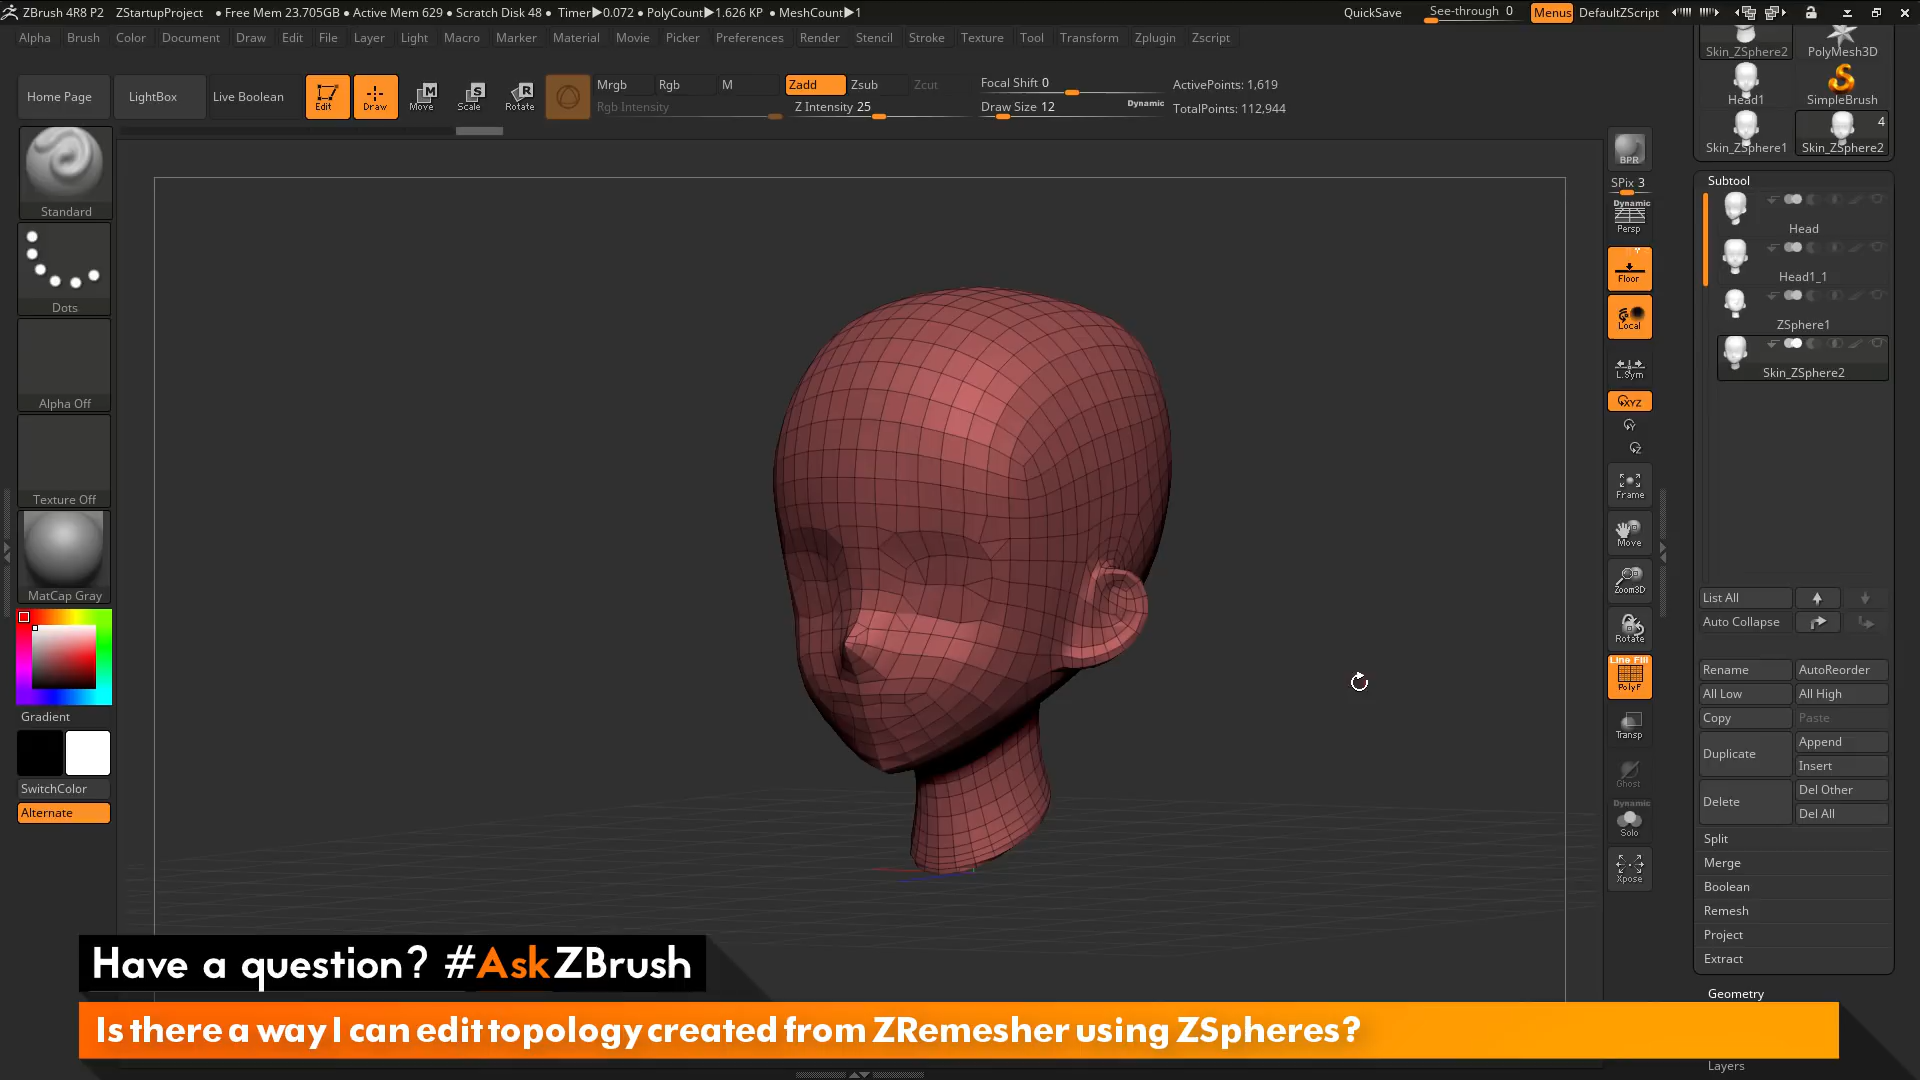 ZBrush 4R8 P2 ZStartupProject • Free Mem 23.705GB • Active Mem 629 • Scratch Disk 48 • Timer▶0.072 • PolyCount▶1.626 KP • MeshCount▶1 QuickSave See-through 0 Menus DefaultZScript
Alpha Brush Color Document Draw Edit File Layer Light Macro Marker Material Movie Picker Preferences Render Stencil Stroke Texture Tool Transform Zplugin Zscript
Home Page LightBox Live Boolean Edit Draw Move Scale Rotate
Mrgb Rgb M Zadd Zsub Zcut
Rgb Intensity Z Intensity 25
Focal Shift 0
Draw Size 12 Dynamic
ActivePoints: 1,619
TotalPoints: 112,944
Standard
Dots
Alpha Off
Texture Off
MatCap Gray
Gradient
SwitchColor
Alternate
BPR
SPix 3
Dynamic
Persp
Floor
Local
L.Sym
XYZ
Y
Z
Frame
Move
Zoom3D
Rotate
Line Fill
PolyF
Transp
Ghost
Dynamic
Solo
Xpose
Skin_ZSphere2 PolyMesh3D
Head1 SimpleBrush
4
Skin_ZSphere1 Skin_ZSphere2
Subtool
Head
Head1_1
ZSphere1
Skin_ZSphere2
List All
Auto Collapse
Rename AutoReorder
All Low All High
Copy Paste
Duplicate Append
Insert
Delete Del Other
Del All
Split
Merge
Boolean
Remesh
Project
Extract
Geometry
Layers
Have a question? #AskZBrush
Is there a way I can edit topology created from ZRemesher using ZSpheres?